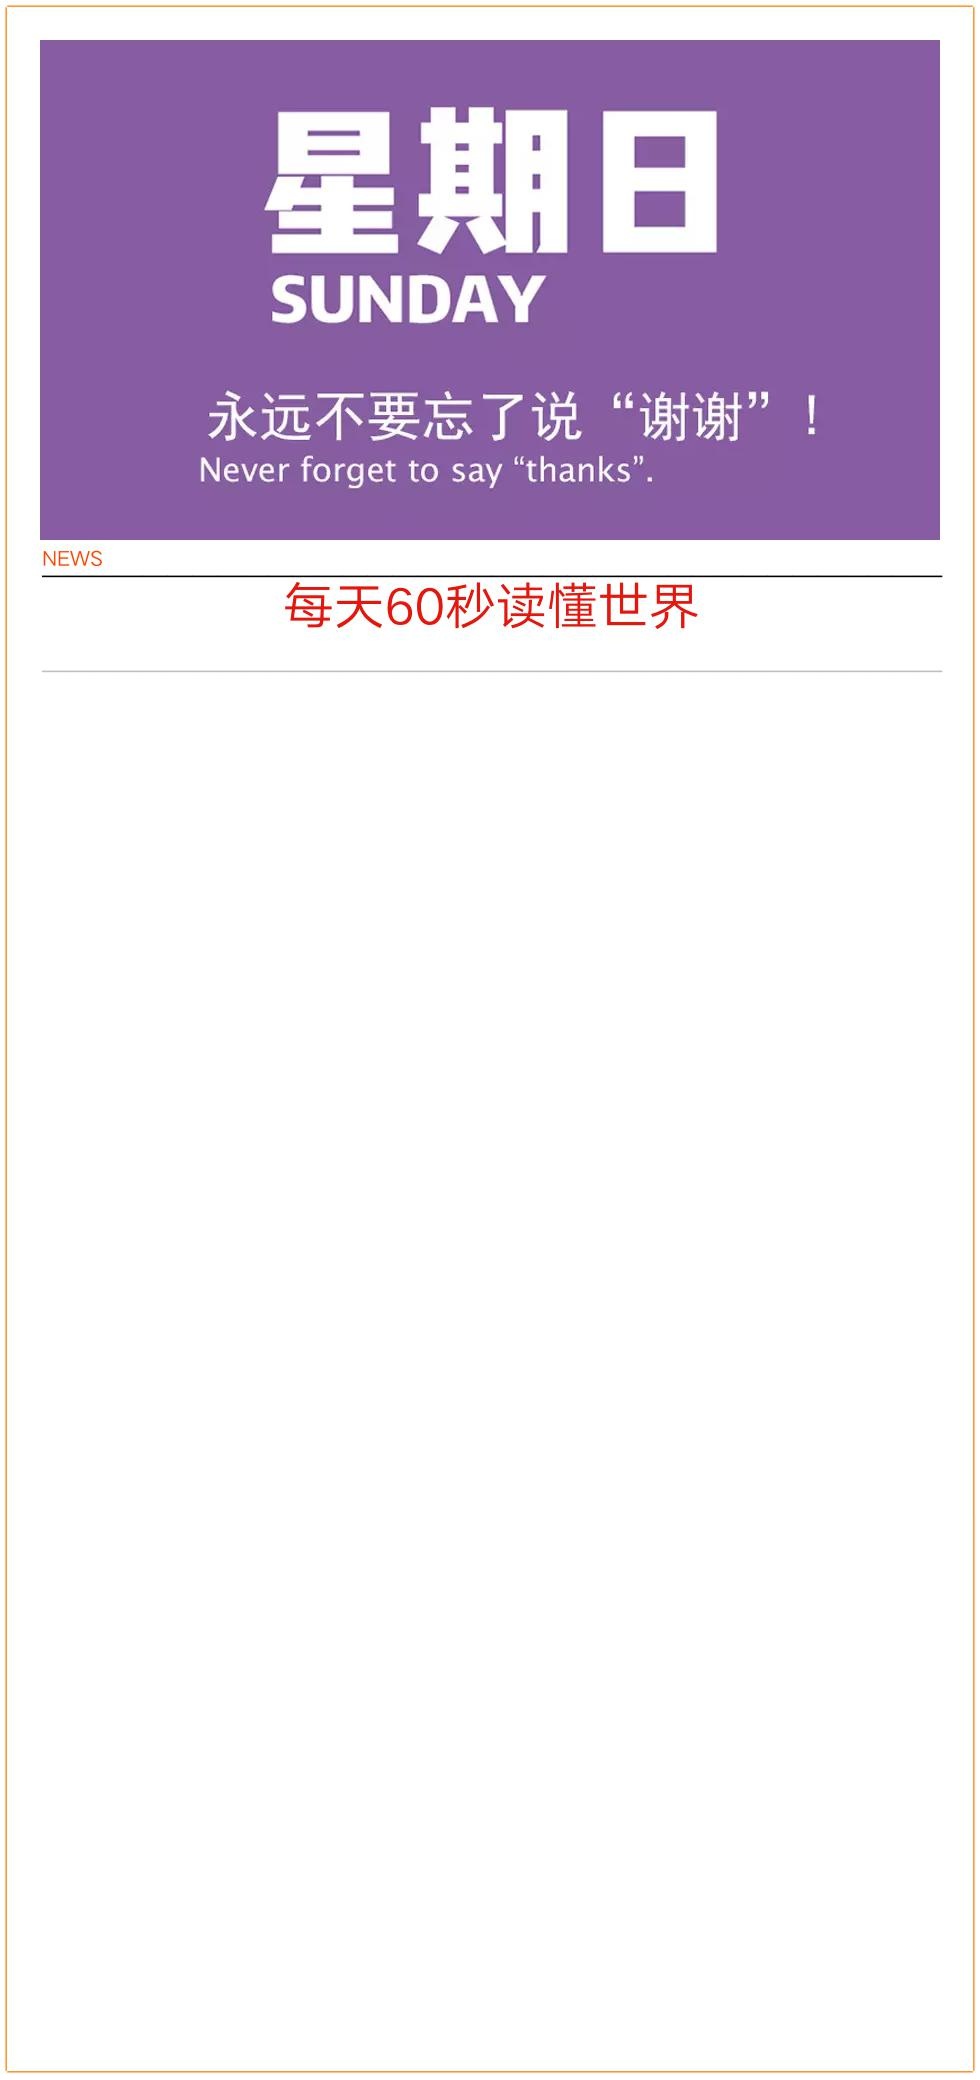 星期日
SUNDAY
永远不要忘了说“谢谢”！
Never forget to say “thanks”.
NEWS
每天60秒读懂世界